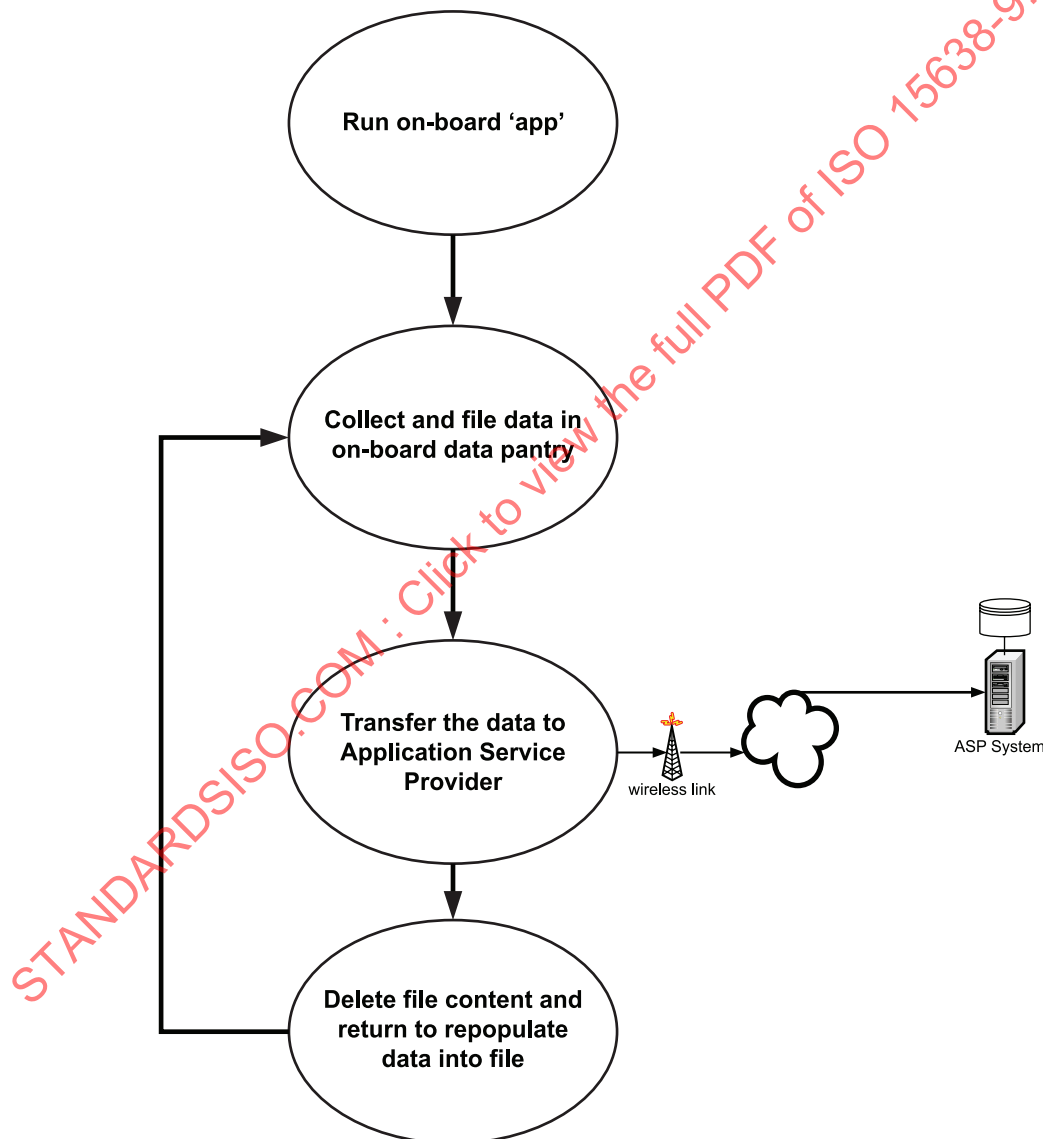 Run on-board ‘app’
Collect and file data in
on-board data pantry
Transfer the data to
Application Service
Provider
wireless link
ASP System
Delete file content and
return to repopulate
data into file
STANDARDSISO.COM : Click to view the full PDF of ISO 15638-9